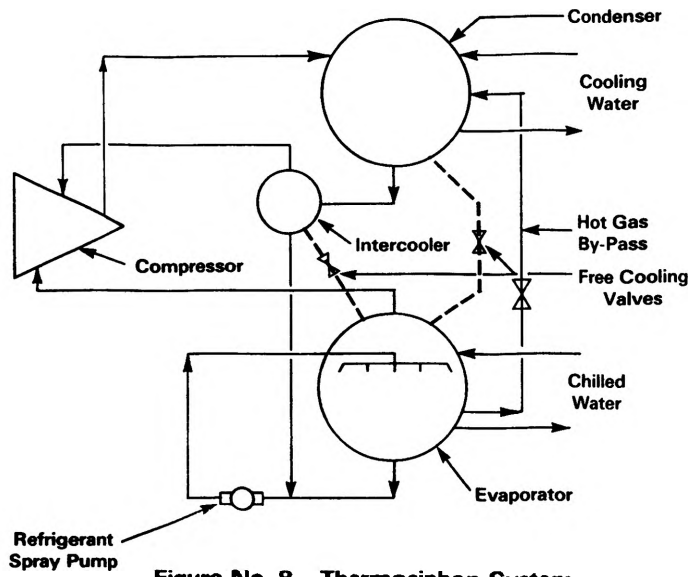 Condenser
Cooling
Water
Hot Gas
By-Pass
Intercooler
Compressor
Free Cooling
Valves
Chilled
Water
Evaporator
Refrigerant
Spray Pump
Figure No. 8 Thermosiphon System